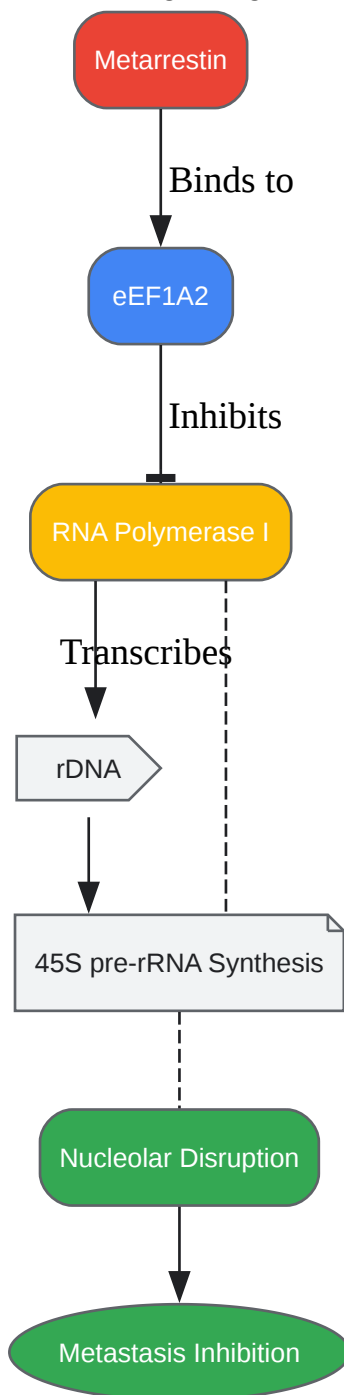 Metarrestin
Binds to
eEF1A2
Inhibits
RNA Polymerase I
Transcribes
rDNA
45S pre-rRNA Synthesis
Nucleolar Disruption
Metastasis Inhibition